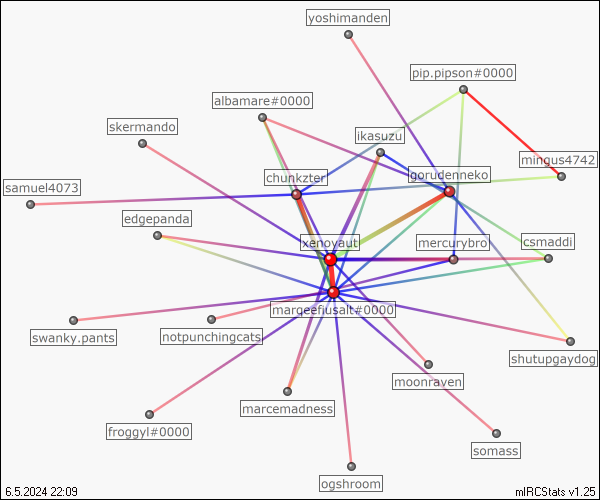 yoshimanden
pip.pipson#0000
albamare#0000
skermando
ikasuzu
mingus4742
chunkzter
gorudenneko
samuel4073
edgepanda
xenoyaut
mercurybro
csmaddi
margeefiusalt#0000
swanky.pants
notpunchingcats
shutupgaydog
moonraven
marcemadness
froggyl#0000
somass
ogshroom
6.5.2024 22:09
mIRCStats v1.25